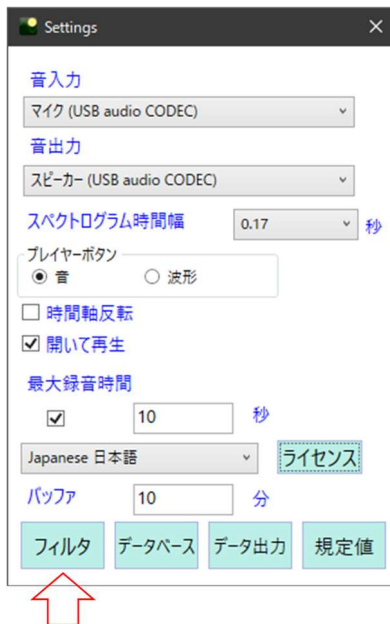 Settings
音入力
マイク (USB audio CODEC)
音出力
スピーカー (USB audio CODEC)
スペクトログラム時間幅 0.17 秒
プレイヤーボタン
音 波形
時間軸反転
開いて再生
最大録音時間
10 秒
Japanese 日本語 ライセンス
バッファ 10 分
フィルタ データベース データ出力 規定値